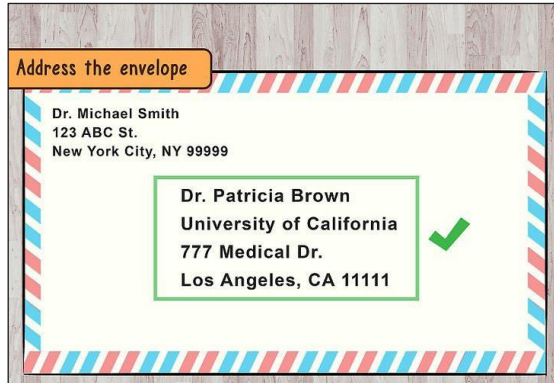 Address the envelope
Dr. Michael Smith
123 ABC St.
New York City, NY 99999
Dr. Patricia Brown
University of California
777 Medical Dr.
Los Angeles, CA 11111